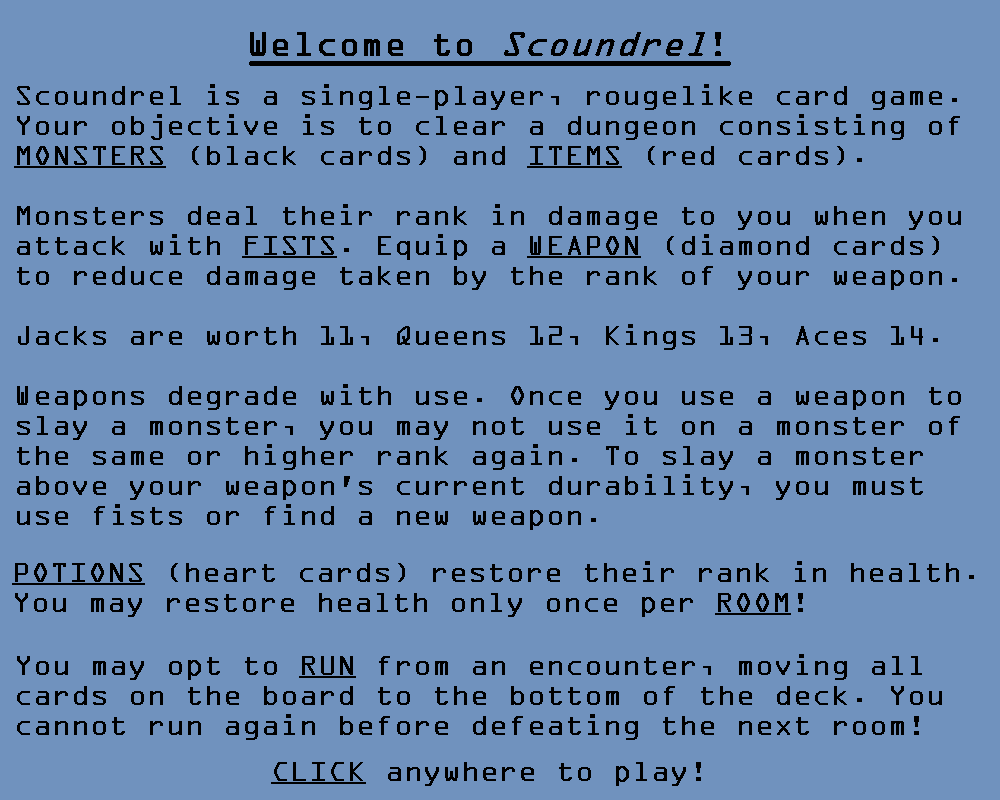 Welcome to Scoundrel!
Scoundrel is a single-player, rougelike card game.
Your objective is to clear a dungeon consisting of
MONSTERS (black cards) and ITEMS (red cards).
Monsters deal their rank in damage to you when you
attack with FISTS. Equip a WEAPON (diamond cards)
to reduce damage taken by the rank of your weapon.
Jacks are worth 11, Queens 12, Kings 13, Aces 14.
Weapons degrade with use. Once you use a weapon to
slay a monster, you may not use it on a monster of
the same or higher rank again. To slay a monster
above your weapon's current durability, you must
use fists or find a new weapon.
POTIONS (heart cards) restore their rank in health.
You may restore health only once per ROOM!
You may opt to RUN from an encounter, moving all
cards on the board to the bottom of the deck. You
cannot run again before defeating the next room!
CLICK anywhere to play!